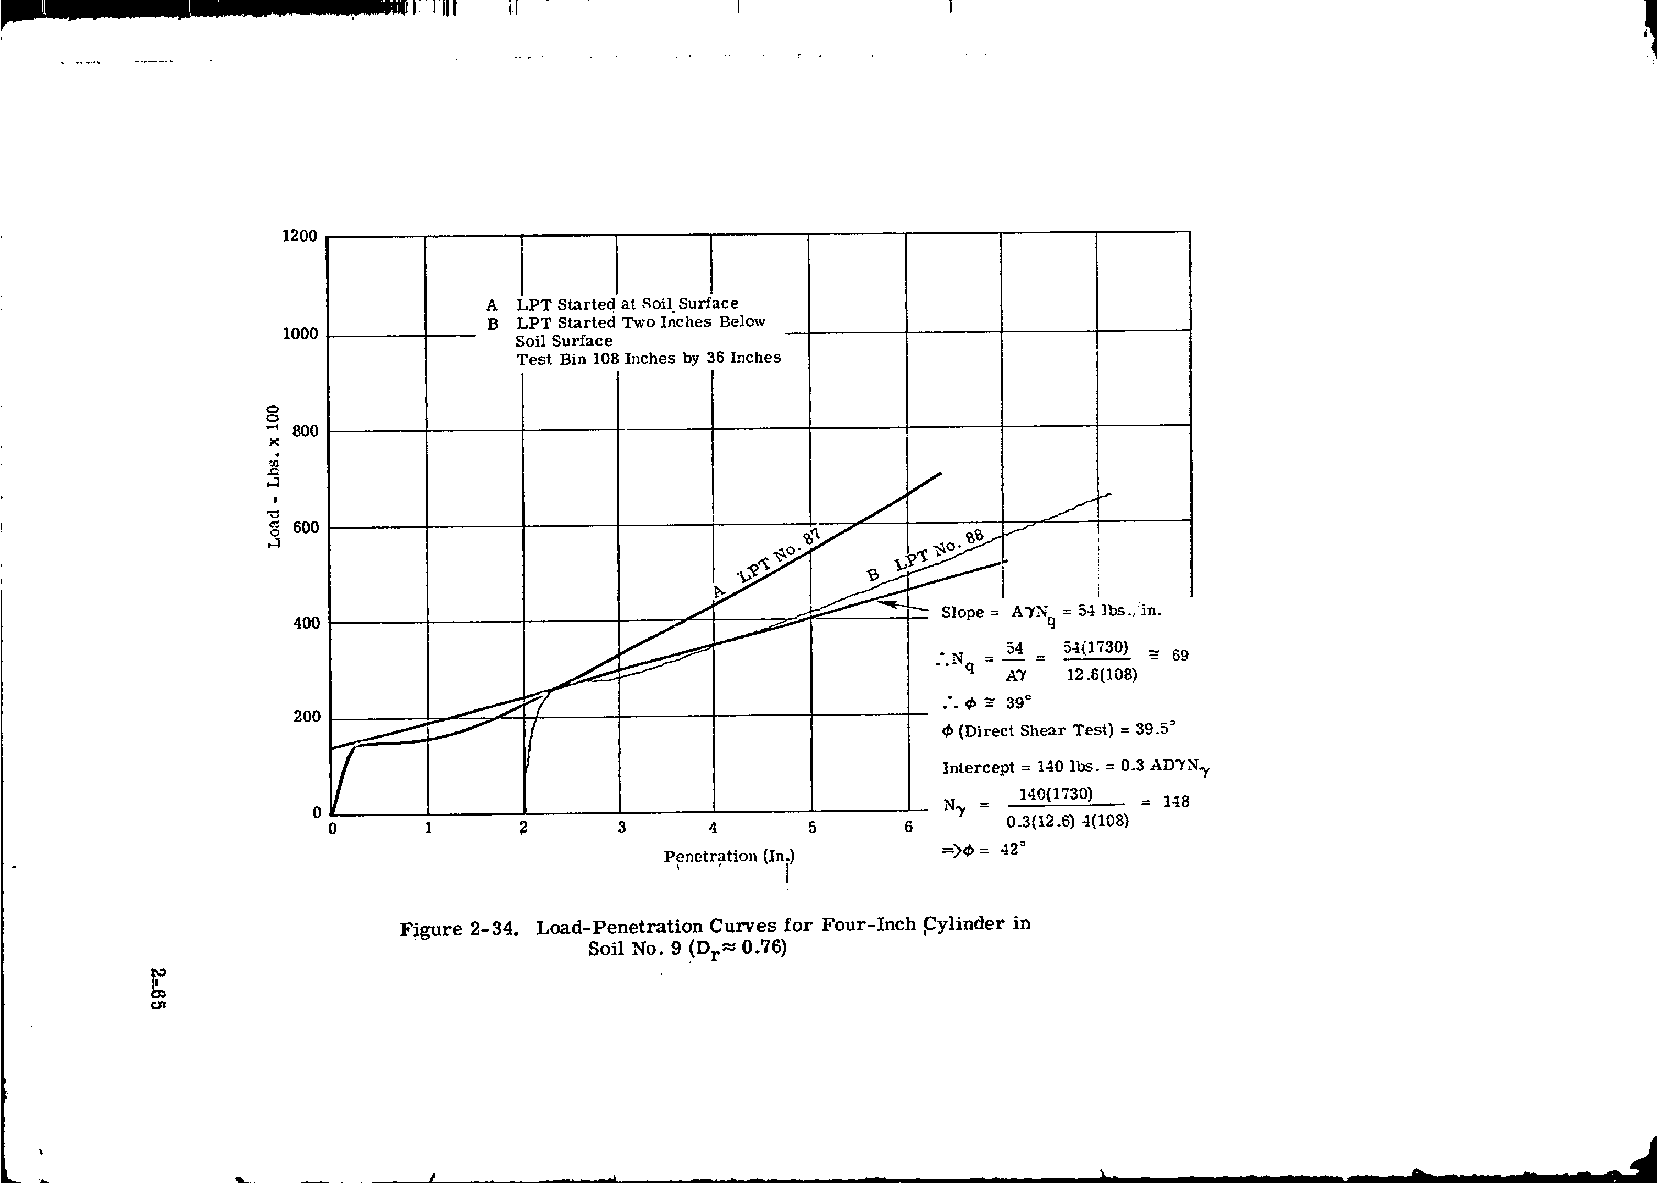 1200
A LPT Started at Soil Surface
B LPT Started Two Inches Below
Soil Surface
Test Bin 108 Inches by 36 Inches
1000
800
600
400
200
0
Load - Lbs. x 100
A LPT No. 87
B LPT No. 88
Slope = AγN_q = 54 lbs./in.
∴N_q = 54/Aγ = 54(1730)/12.6(108) ≅ 69
∴ φ ≅ 39°
φ (Direct Shear Test) = 39.5°
Intercept = 140 lbs. = 0.3 ADγN_γ
N_γ = 140(1730)/0.3(12.6) 4(108) = 148
=>φ = 42°
0 1 2 3 4 5 6
Penetration (In.)
Figure 2-34. Load-Penetration Curves for Four-Inch Cylinder in
Soil No. 9 (D_r≈ 0.76)
2-65